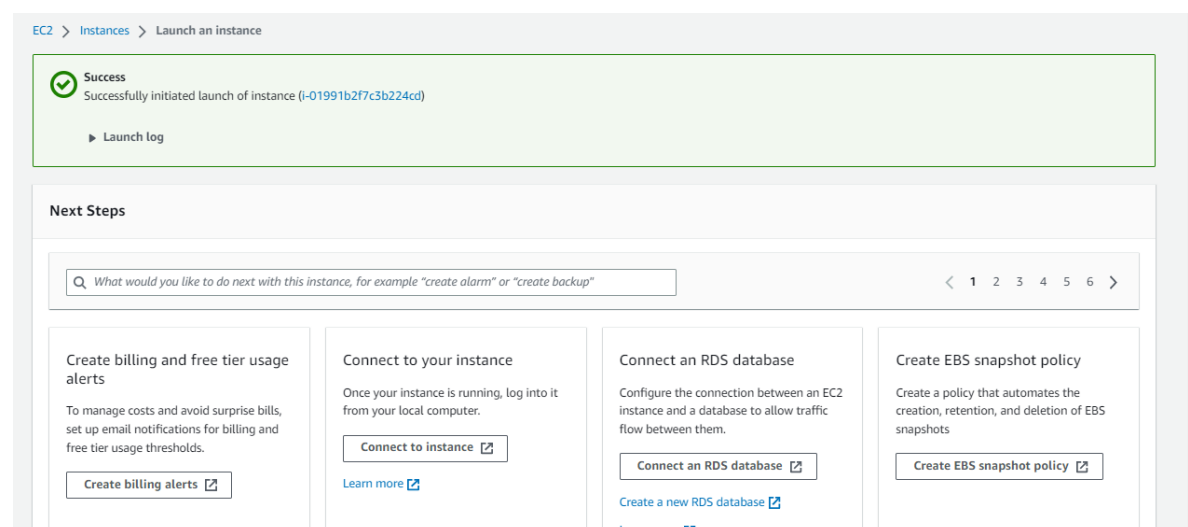 EC2 > Instances > Launch an instance
Success
Successfully initiated launch of instance (i-01991b2f7c3b224cd)
Launch log
Next Steps
What would you like to do next with this instance, for example "create alarm" or "create backup"
1 2 3 4 5 6
Create billing and free tier usage
alerts
To manage costs and avoid surprise bills,
set up email notifications for billing and
free tier usage thresholds.
Create billing alerts
Connect to your instance
Once your instance is running, log into it
from your local computer.
Connect to instance
Learn more
Connect an RDS database
Configure the connection between an EC2
instance and a database to allow traffic
flow between them.
Connect an RDS database
Create a new RDS database
Create EBS snapshot policy
Create a policy that automates the
creation, retention, and deletion of EBS
snapshots
Create EBS snapshot policy